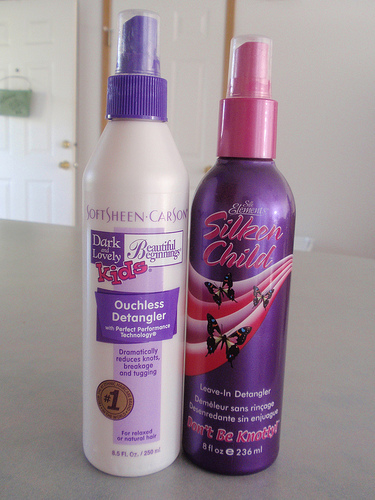 SOFTSHEEN·CARSON
Dark
and
Lovely
Beautiful
Beginnings
Kids
Ouchless
Detangler
with Perfect Performance
Technology®
Dramatically
reduces knots,
breakage
and tugging
#1
For relaxed
or natural hair
8.5 FL. Oz. / 250 ml
Silk
Elements
Silken
Child
Leave-In Detangler
Démêleur sans rinçage
Desenredante sin enjuague
Don't Be Knotty!
8 fl oz e 236 ml